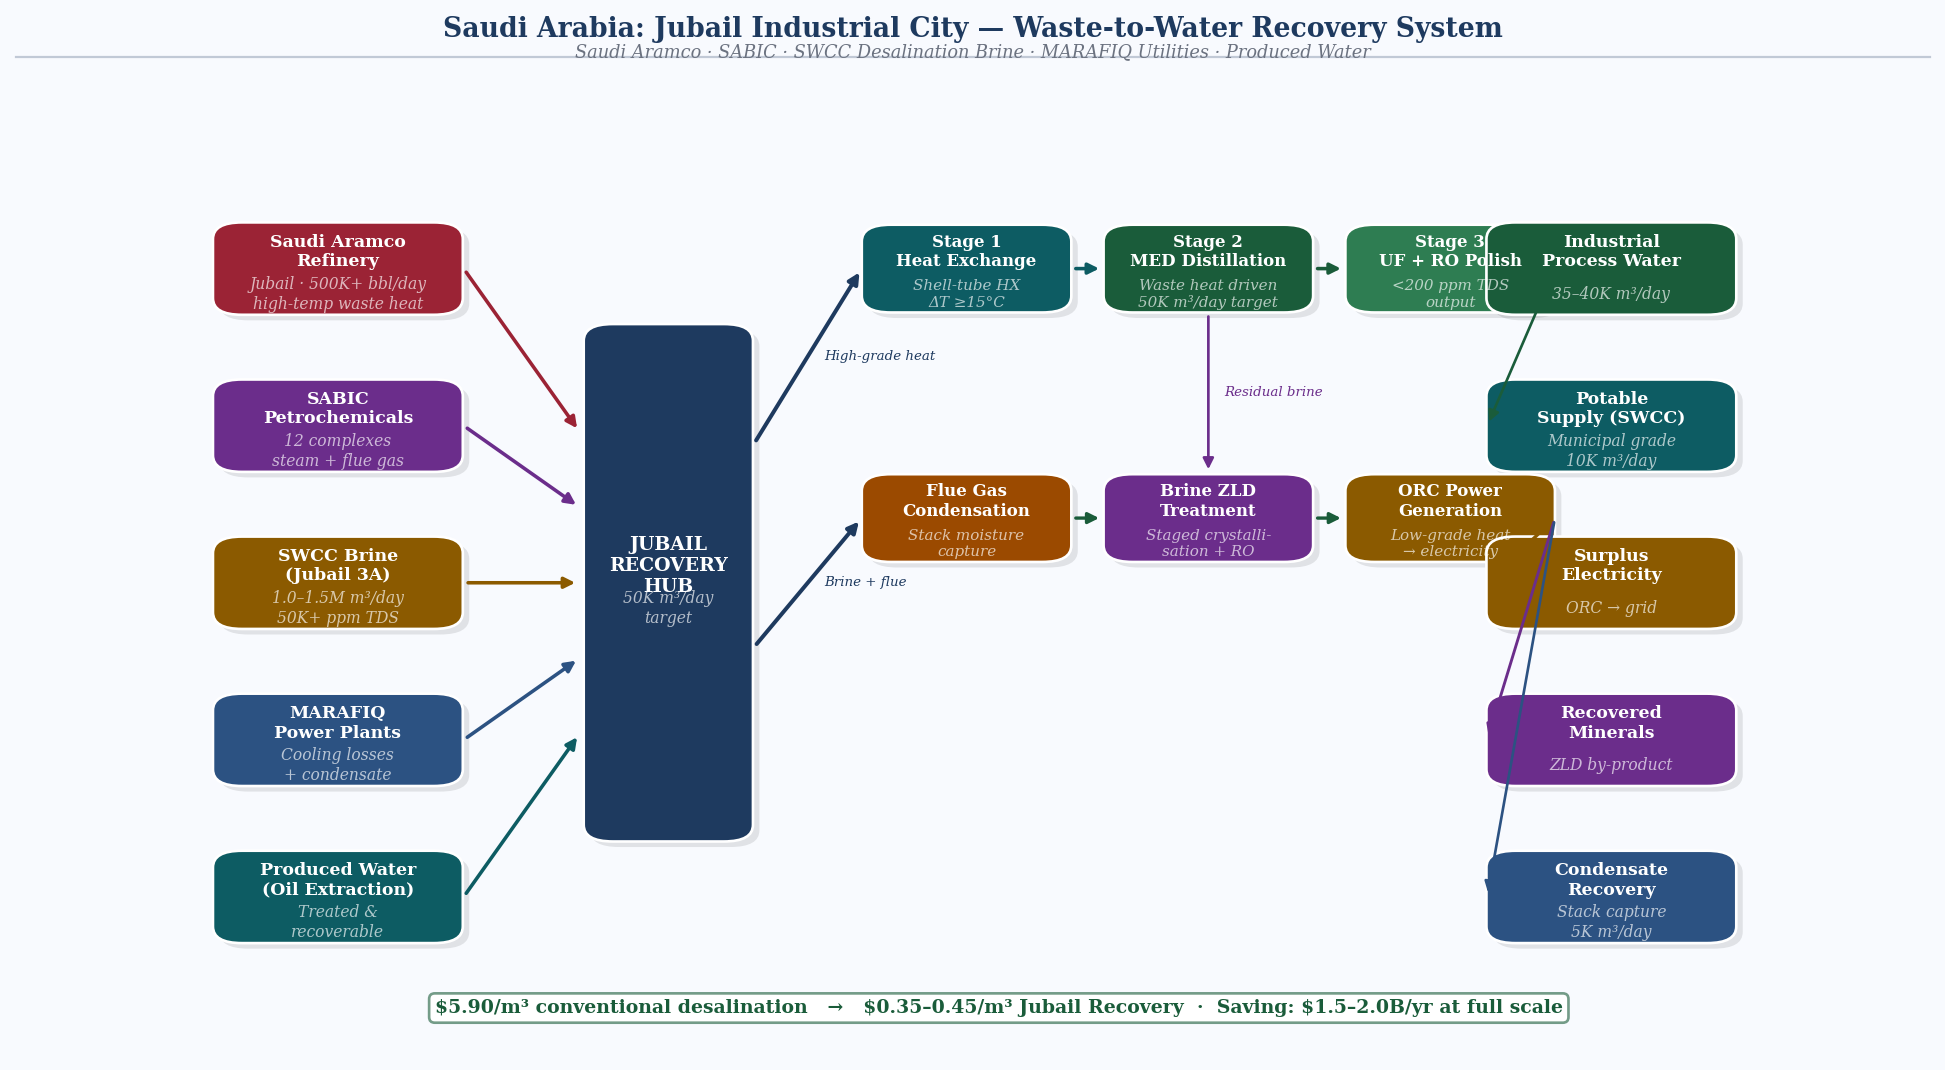 Saudi Arabia: Jubail Industrial City — Waste-to-Water Recovery System
Saudi Aramco · SABIC · SWCC Desalination Brine · MARAFIQ Utilities · Produced Water
Saudi Aramco
Refinery
Jubail · 500K+ bbl/day
high-temp waste heat
SABIC
Petrochemicals
12 complexes
steam + flue gas
SWCC Brine
(Jubail 3A)
1.0–1.5M m³/day
50K+ ppm TDS
MARAFIQ
Power Plants
Cooling losses
+ condensate
Produced Water
(Oil Extraction)
Treated &
recoverable
JUBAIL
RECOVERY
HUB
50K m³/day
target
High-grade heat
Brine + flue
Stage 1
Heat Exchange
Shell-tube HX
ΔT ≥15°C
Stage 2
MED Distillation
Waste heat driven
50K m³/day target
Stage 3
UF + RO Polish
<200 ppm TDS
output
Residual brine
Flue Gas
Condensation
Stack moisture
capture
Brine ZLD
Treatment
Staged crystalli-
sation + RO
ORC Power
Generation
Low-grade heat
→ electricity
Industrial
Process Water
35–40K m³/day
Potable
Supply (SWCC)
Municipal grade
10K m³/day
Surplus
Electricity
ORC → grid
Recovered
Minerals
ZLD by-product
Condensate
Recovery
Stack capture
5K m³/day
$5.90/m³ conventional desalination → $0.35–0.45/m³ Jubail Recovery · Saving: $1.5–2.0B/yr at full scale